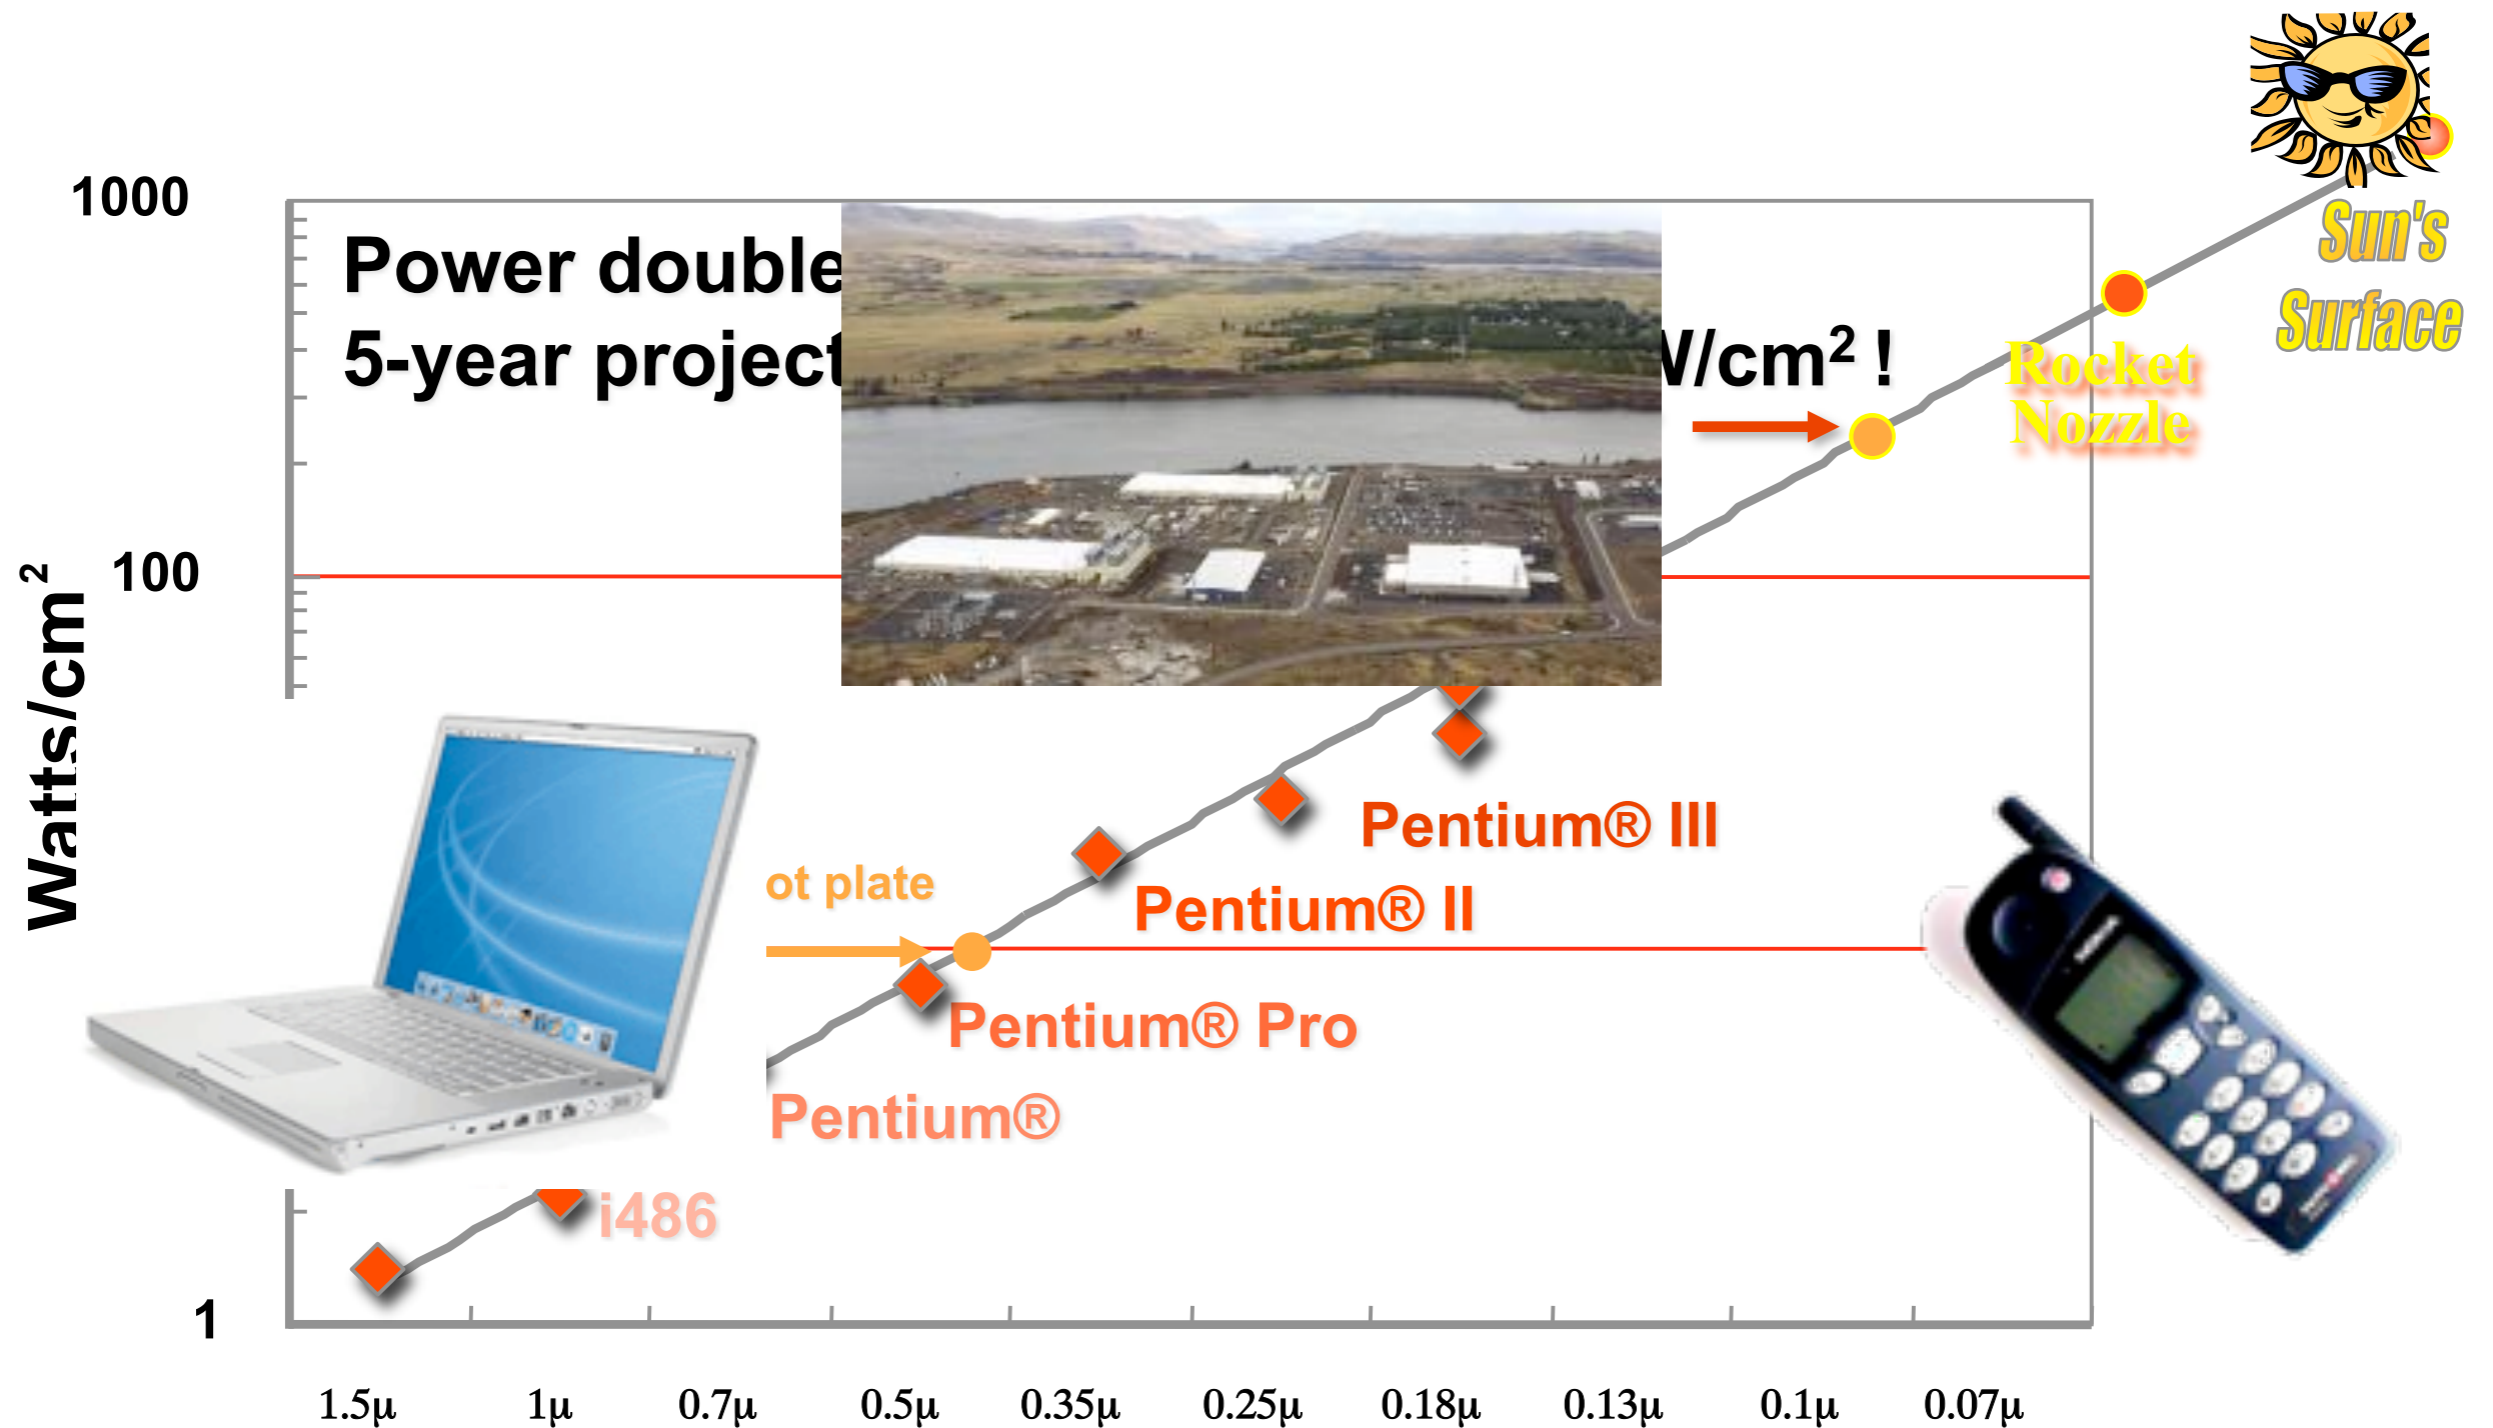 1000
Power double
5-year project
W/cm² !
Sun's
Surface
Rocket
Nozzle
100
Watts/cm²
Pentium® III
ot plate
Pentium® II
Pentium® Pro
Pentium®
i486
1
1.5μ 1μ 0.7μ 0.5μ 0.35μ 0.25μ 0.18μ 0.13μ 0.1μ 0.07μ